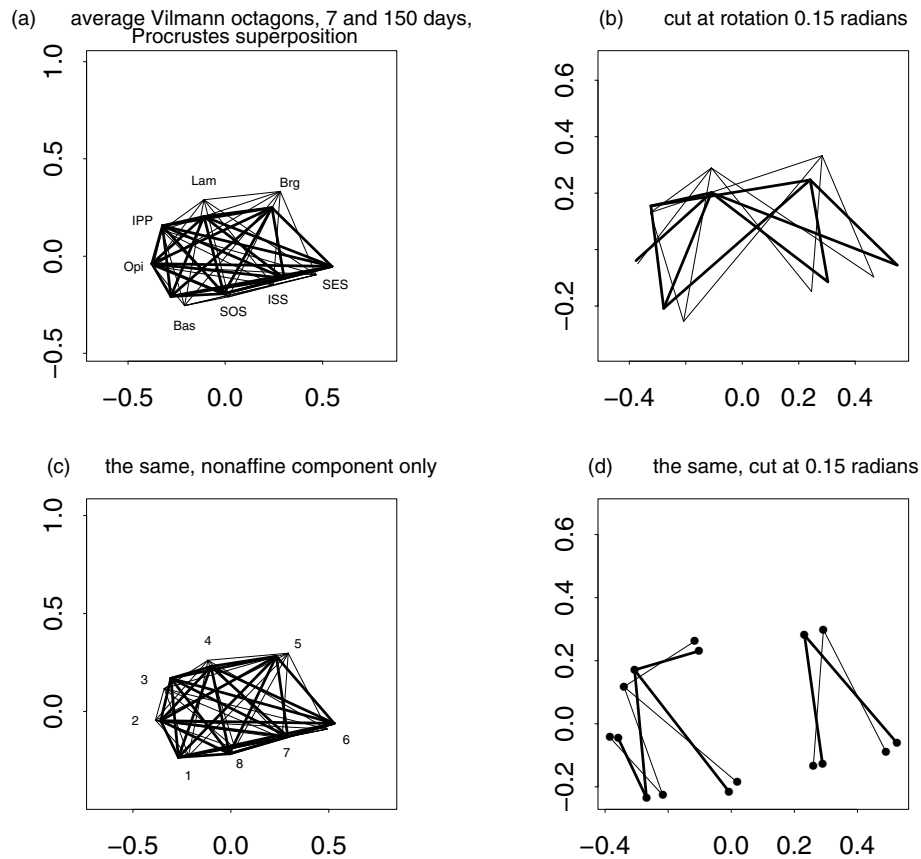 (a) average Vilmann octagons, 7 and 150 days,
Procrustes superposition
1.0
0.5
0.0
−0.5
Lam
Brg
IPP
Opi
SES
ISS
SOS
Bas
−0.5 0.0 0.5
(b) cut at rotation 0.15 radians
0.6
0.4
0.2
−0.2
−0.4 0.0 0.2 0.4
(c) the same, nonaffine component only
1.0
0.5
0.0
4
5
3
2
6
7
8
1
−0.5 0.0 0.5
(d) the same, cut at 0.15 radians
0.6
0.4
0.2
0.0
−0.2
−0.4 −0.2 0.0 0.2 0.4